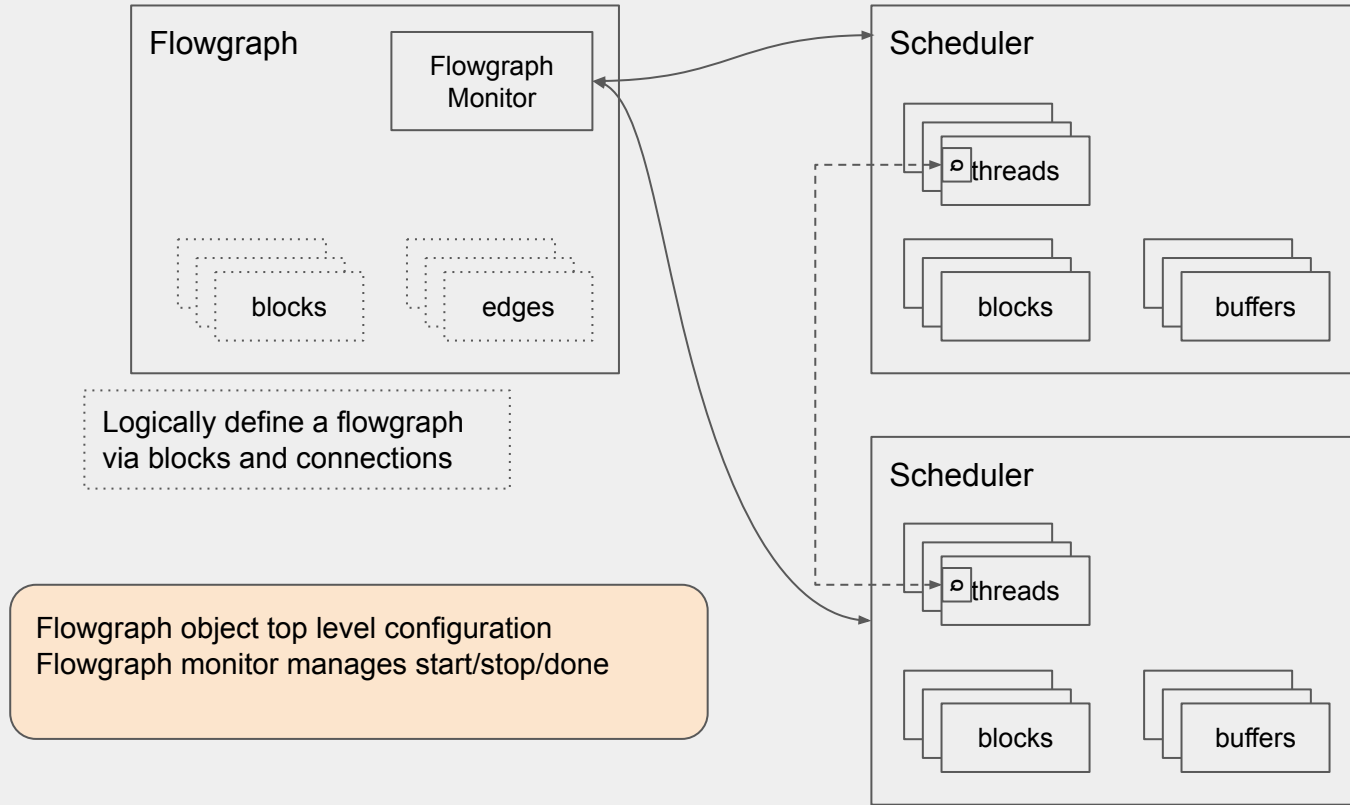 Flowgraph
Flowgraph
Monitor
blocks
edges
Logically define a flowgraph
via blocks and connections
Flowgraph object top level configuration
Flowgraph monitor manages start/stop/done
Scheduler
threads
blocks
buffers
Scheduler
threads
blocks
buffers